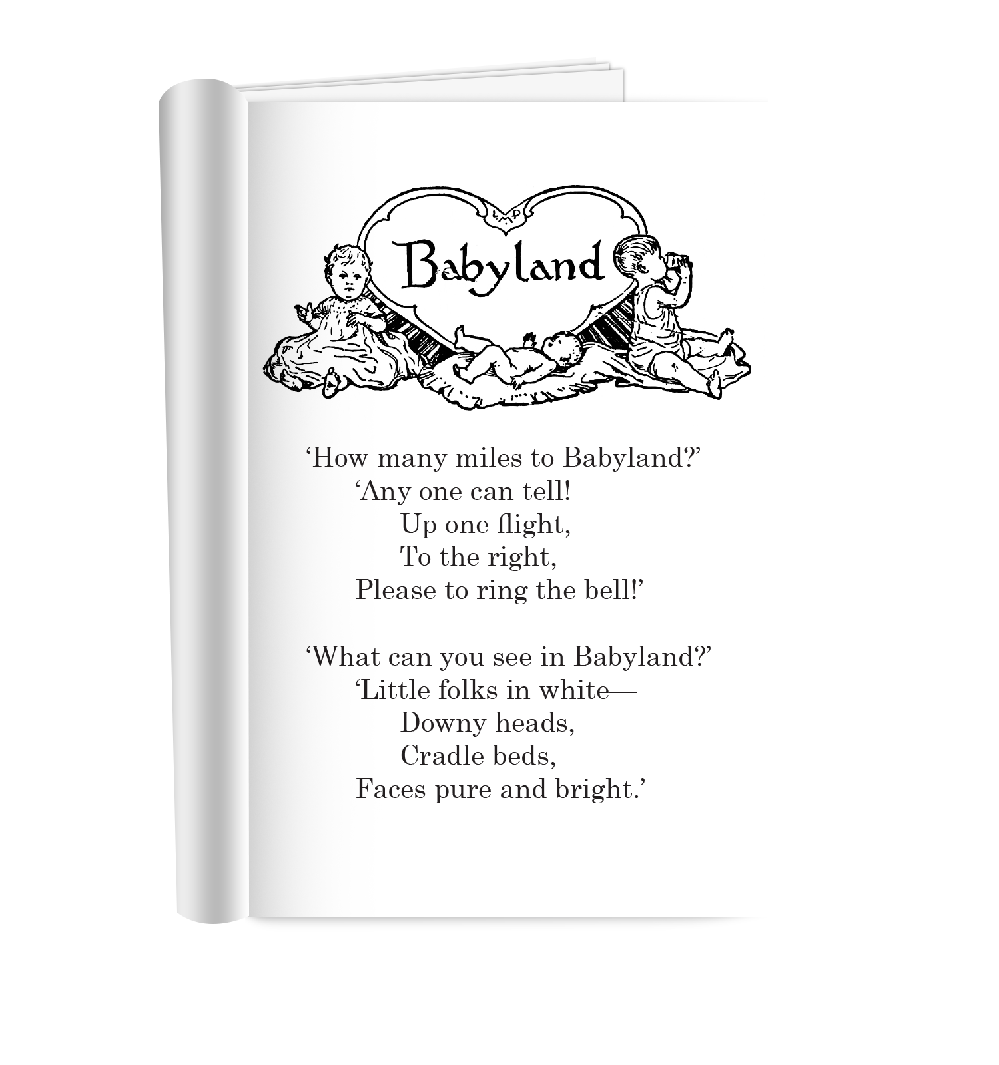 Babyland
‘How many miles to Babyland?’
‘Any one can tell!
Up one flight,
To the right,
Please to ring the bell!’
‘What can you see in Babyland?’
‘Little folks in white—
Downy heads,
Cradle beds,
Faces pure and bright.’